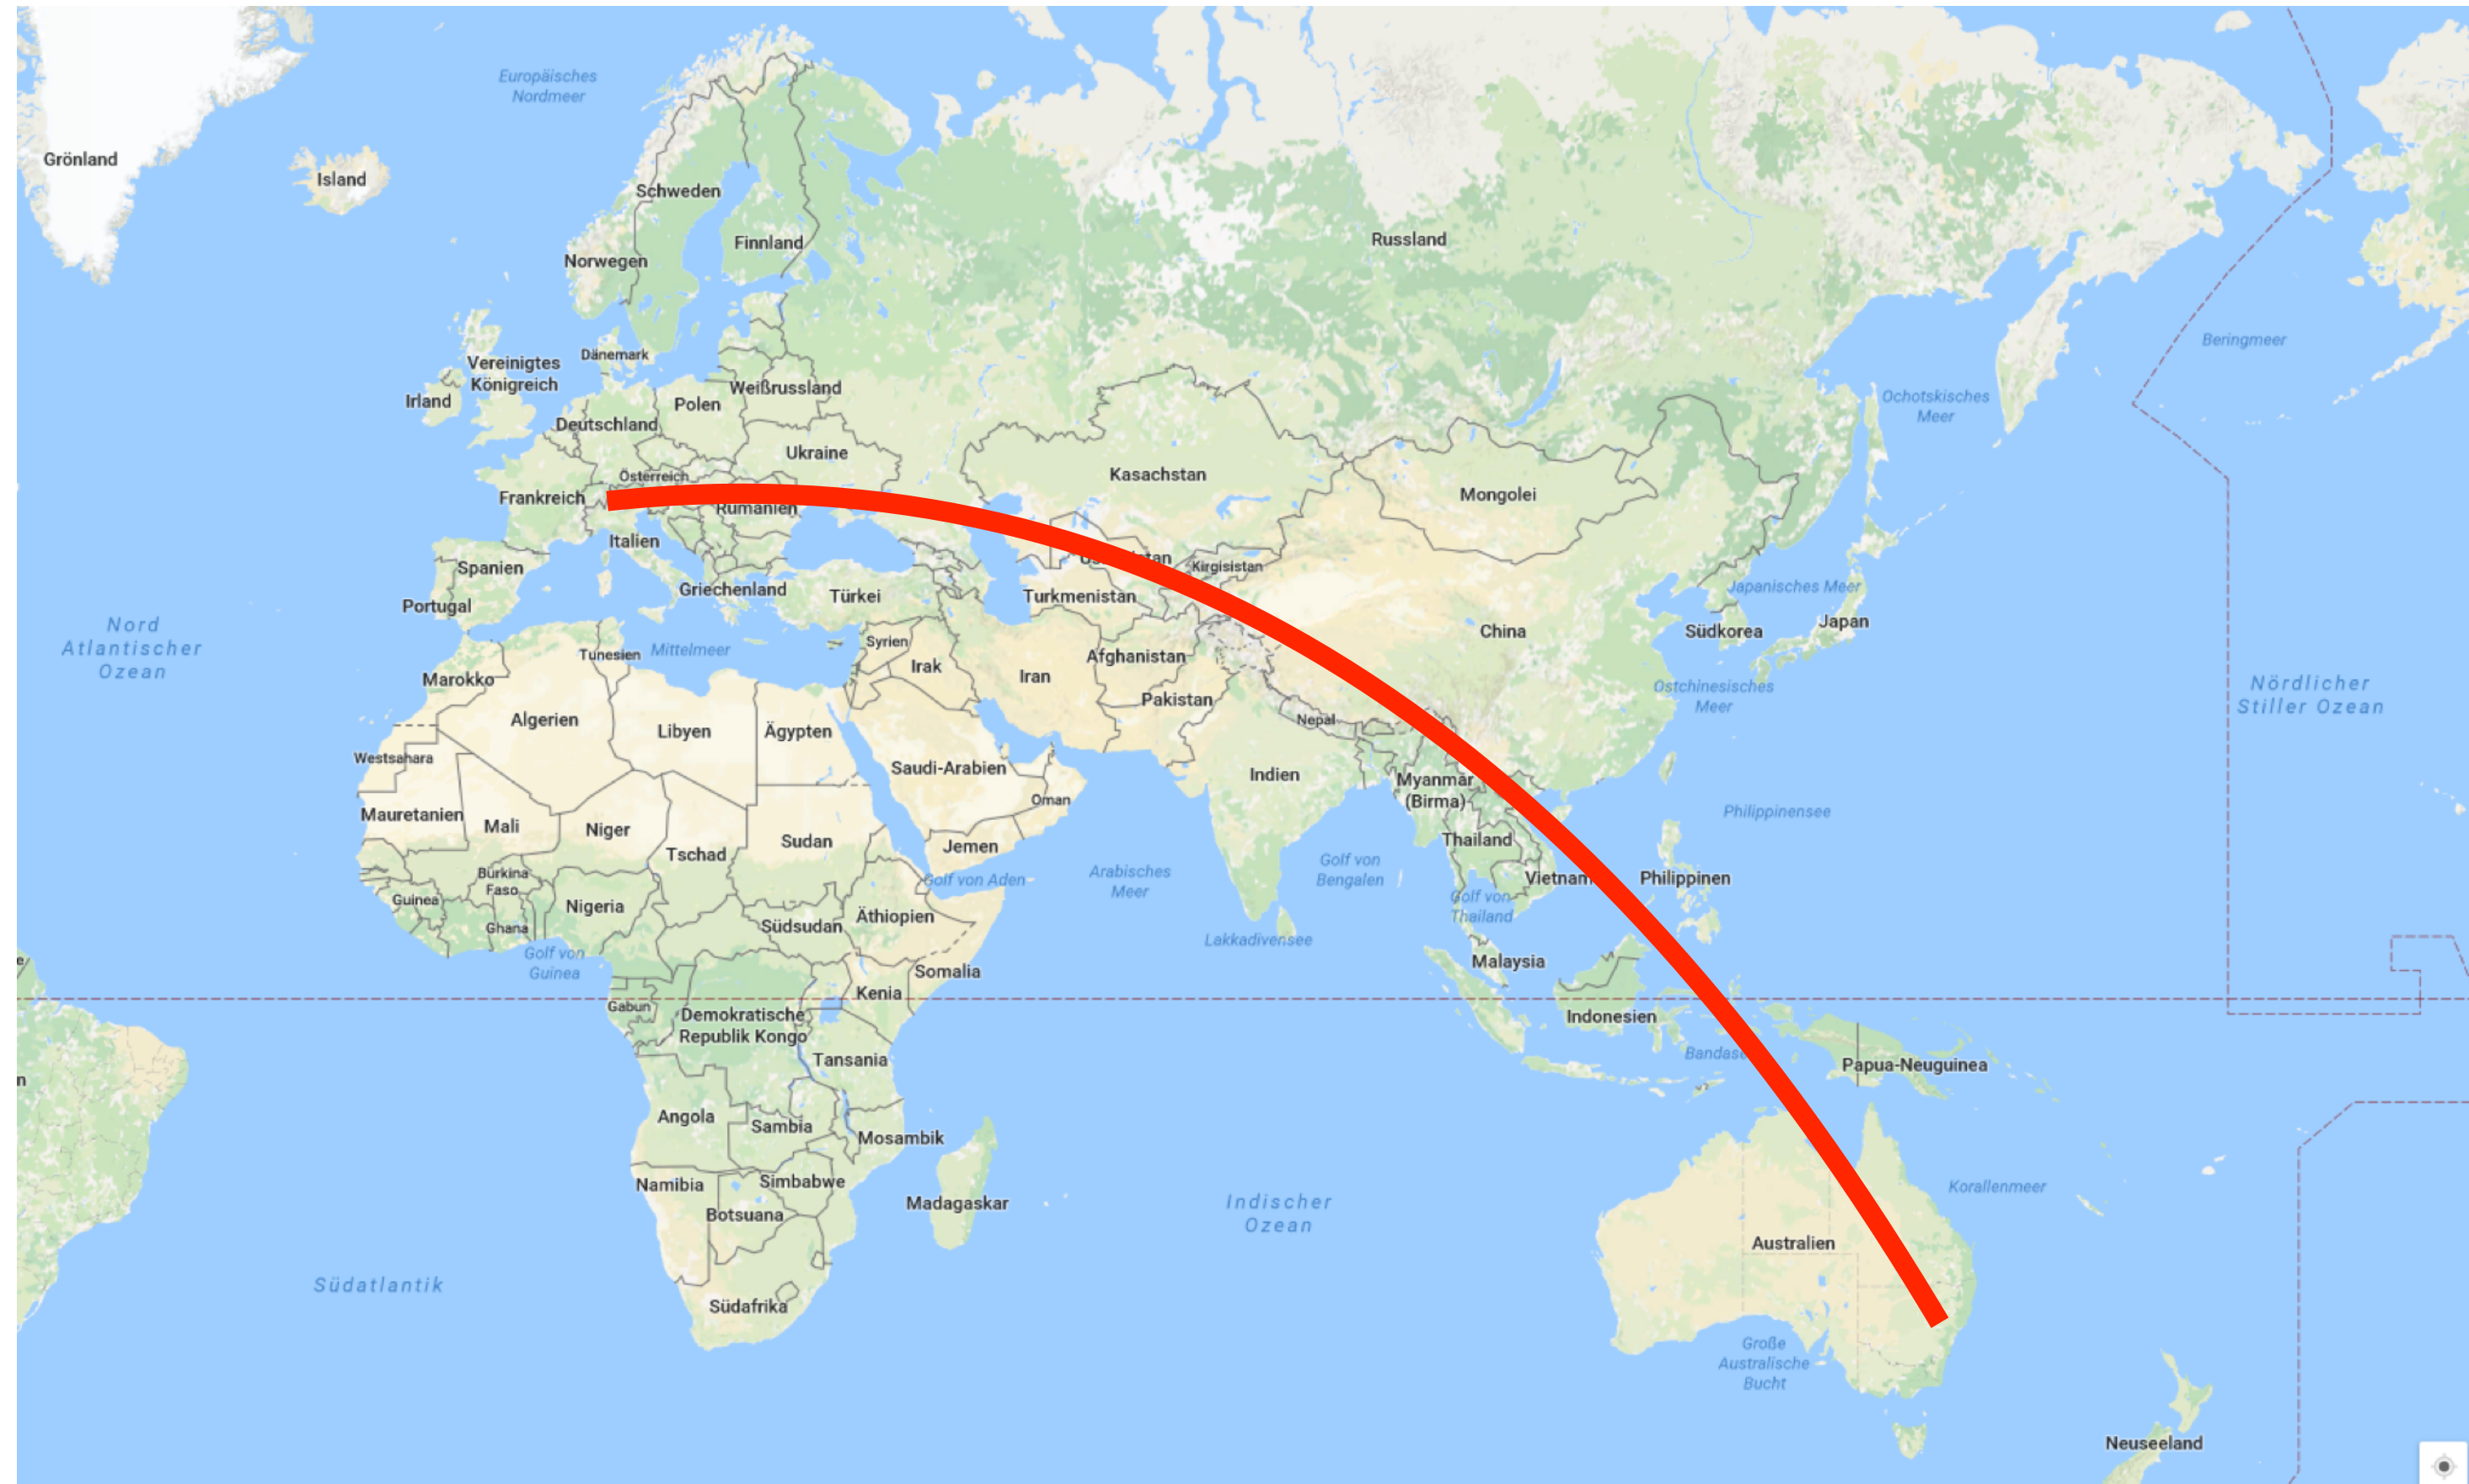 Europäisches
Nordmeer
Grönland
Island
Schweden
Finnland
Norwegen
Russland
Vereinigtes
Königreich
Dänemark
Irland
Weißrussland
Polen
Deutschland
Ukraine
Österreich
Frankreich
Rumänien
Kasachstan
Mongolei
Beringmeer
Ochotskisches
Meer
Italien
Spanien
Portugal
Griechenland
Türkei
Kirgisistan
Turkmenistan
Japanisches Meer
Japan
Südkorea
China
Nord
Atlantischer
Ozean
Tunesien
Mittelmeer
Syrien
Irak
Iran
Afghanistan
Pakistan
Marokko
Ostchinesisches
Meer
Nördlicher
Stiller Ozean
Algerien
Libyen
Ägypten
Nepal
Westsahara
Saudi-Arabien
Oman
Indien
Myanmar
(Birma)
Mauretanien
Mali
Niger
Tschad
Sudan
Jemen
Thailand
Philippinensee
Burkina
Faso
Guinea
Nigeria
Ghana
Golf von Aden
Arabisches
Meer
Golf von
Bengalen
Vietnam
Philippinen
Golf von
Thailand
Südsudan
Äthiopien
Golf von
Guinea
Somalia
Lakkadivensee
Malaysia
Gabun
Kenia
Demokratische
Republik Kongo
Indonesien
Tansania
Papua-Neuguinea
Angola
Sambia
Mosambik
Namibia
Simbabwe
Botsuana
Madagaskar
Indischer
Ozean
Korallenmeer
Australien
Südatlantik
Südafrika
Große
Australische
Bucht
Neuseeland